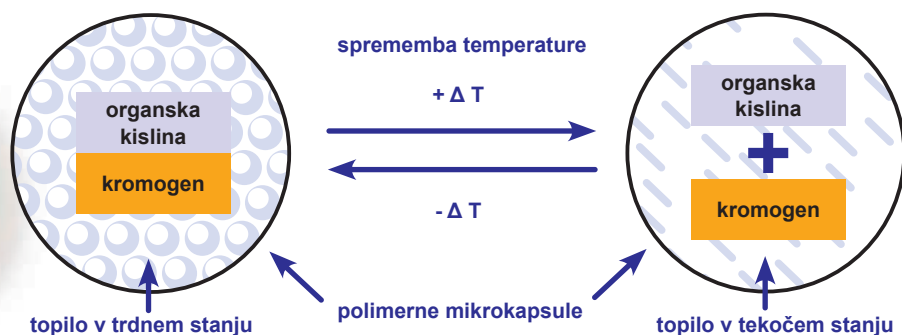 sprememba temperature
+ Δ T
- Δ T
organska
kislina
kromogen
organska
kislina
+
kromogen
topilo v trdnem stanju
polimerne mikrokapsule
topilo v tekočem stanju